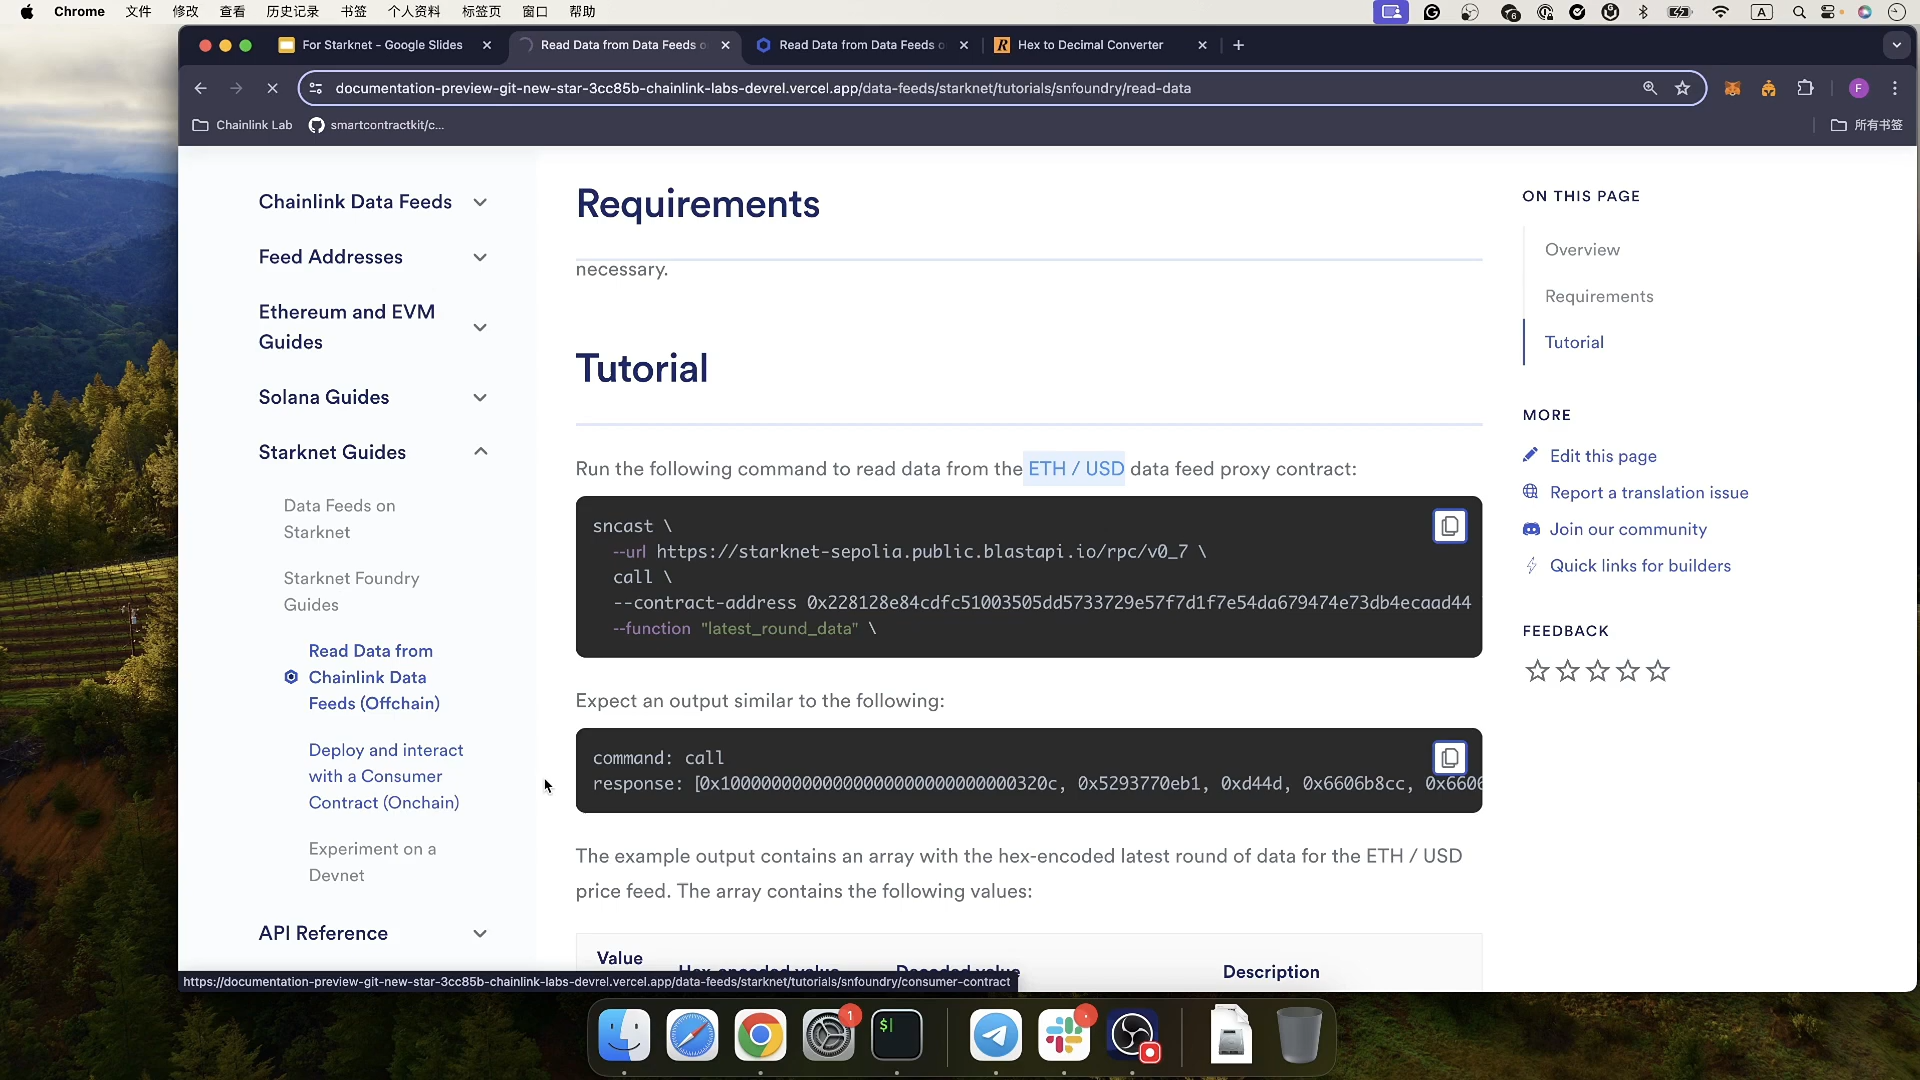 Chrome 文件 修改 查看 历史记录 书签 个人资料 标签页 窗口 帮助
6
A
For Starknet - Google Slides
Read Data from Data Feeds o
Read Data from Data Feeds o
Hex to Decimal Converter
documentation-preview-git-new-star-3cc85b-chainlink-labs-devrel.vercel.app/data-feeds/starknet/tutorials/snfoundry/read-data
F
Chainlink Lab
smartcontractkit/c...
所有书签
Chainlink Data Feeds
Feed Addresses
Ethereum and EVM
Guides
Solana Guides
Starknet Guides
Data Feeds on
Starknet
Starknet Foundry
Guides
Read Data from
Chainlink Data
Feeds (Offchain)
Deploy and interact
with a Consumer
Contract (Onchain)
Experiment on a
Devnet
API Reference
Requirements
necessary.
Tutorial
Run the following command to read data from the ETH / USD data feed proxy contract:
sncast \
--url https://starknet-sepolia.public.blastapi.io/rpc/v0_7 \
call \
--contract-address 0x228128e84cdfc51003505dd5733729e57f7d1f7e54da679474e73db4ecaad44
--function "latest_round_data" \
Expect an output similar to the following:
command: call
response: [0x1000000000000000000000000000320c, 0x5293770eb1, 0xd44d, 0x6606b8cc, 0x6606
The example output contains an array with the hex-encoded latest round of data for the ETH / USD
price feed. The array contains the following values:
Value
Hex-encoded value
Decoded value
Description
ON THIS PAGE
Overview
Requirements
Tutorial
MORE
Edit this page
Report a translation issue
Join our community
Quick links for builders
FEEDBACK
https://documentation-preview-git-new-star-3cc85b-chainlink-labs-devrel.vercel.app/data-feeds/starknet/tutorials/snfoundry/consumer-contract
1
$